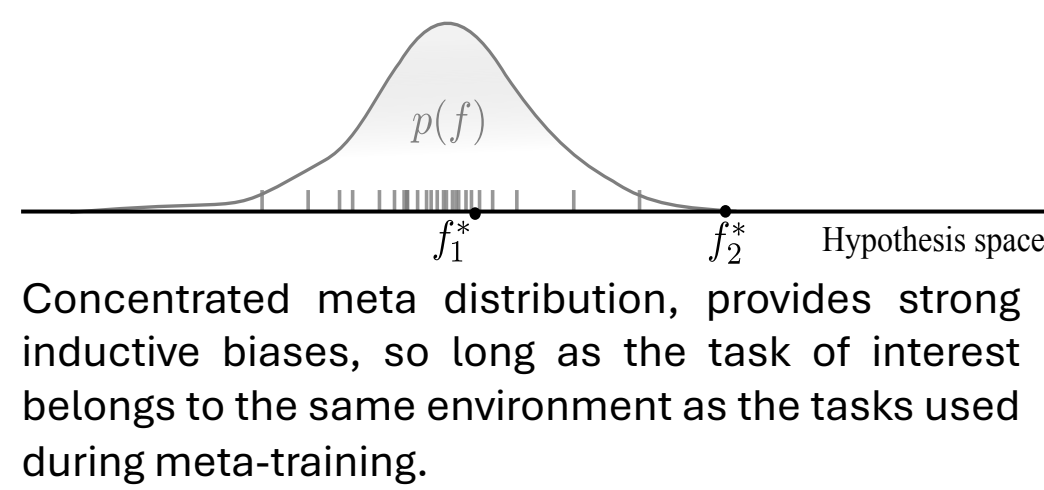 p(f)
f₁* f₂* Hypothesis space
Concentrated meta distribution, provides strong
inductive biases, so long as the task of interest
belongs to the same environment as the tasks used
during meta-training.